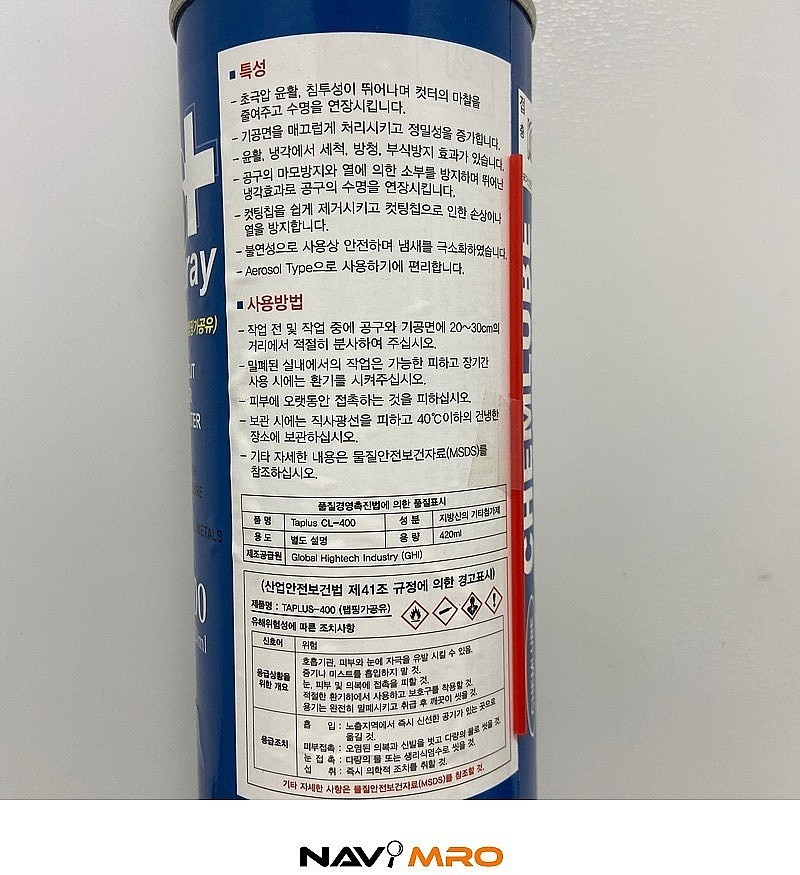 ■ 특성
- 초극압 윤활, 침투성이 뛰어나며 컷터의 마찰을
줄여주고 수명을 연장시킵니다.
- 기공면을 매끄럽게 처리시키고 정밀성을 증가합니다.
- 윤활, 냉각에서 세척, 방청, 부식방지 효과가 있습니다.
- 공구의 마모방지와 열에 의한 소부를 방지하며 뛰어난
냉각효과로 공구의 수명을 연장시킵니다.
- 컷팅칩을 쉽게 제거시키고 컷팅칩으로 인한 손상이나
열을 방지합니다.
- 불연성으로 사용상 안전하며 냄새를 극소화하였습니다.
- Aerosol Type으로 사용하기에 편리합니다.
■ 사용방법
- 작업 전 및 작업 중에 공구와 기공면에 20~30cm의
거리에서 적절히 분사하여 주십시오.
- 밀폐된 실내에서의 작업은 가능한 피하고 장기간
사용 시에는 환기를 시켜주십시오.
- 피부에 오랫동안 접촉하는 것을 피하십시오.
- 보관 시에는 직사광선을 피하고 40℃이하의 건냉한
장소에 보관하십시오.
- 기타 자세한 내용은 물질안전보건자료(MSDS)를
참조하십시오.
품질경영촉진법에 의한 품질표시
품 명 Taplus CL-400 성 분 지방산의 기타첨가제
용 도 별도 설명 용 량 420ml
제조공급원 Global Hightech Industry (GHI)
(산업안전보건법 제41조 규정에 의한 경고표시)
제품명 : TAPLUS-400 (탭핑가공유)
유해위험성에 따른 조치사항
신호어 위험
응급상황을
위한 개요
호흡기관, 피부와 눈에 자극을 유발 시킬 수 있음.
증기나 미스트를 흡입하지 말 것.
눈, 피부 및 의복에 접촉을 피할 것.
적절한 환기하에서 사용하고 보호구를 착용할 것.
용기는 완전히 밀폐시키고 취급 후 깨끗이 씻을 것.
응급조치
흡 입 : 노출지역에서 즉시 신선한 공기가 있는 곳으로
옮길 것.
피부접촉 : 오염된 의복과 신발을 벗고 다량의 물로 씻을 것.
눈 접 촉 : 다량의 물 또는 생리식염수로 씻을 것.
섭 취 : 즉시 의학적 조치를 취할 것.
기타 자세한 사항은 물질안전보건자료(MSDS)를 참조할 것.
CHEMLUBE
METALS
NAVI MRO